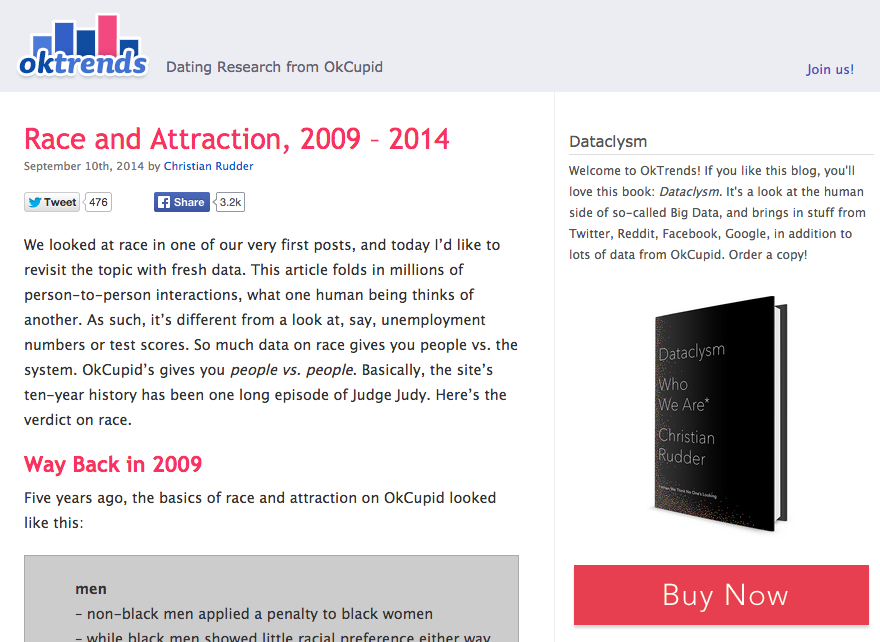 oktrends
Dating Research from OkCupid
Join us!
Race and Attraction, 2009 – 2014
September 10th, 2014 by Christian Rudder
Tweet 476
Share 3.2k
We looked at race in one of our very first posts, and today I'd like to
revisit the topic with fresh data. This article folds in millions of
person-to-person interactions, what one human being thinks of
another. As such, it's different from a look at, say, unemployment
numbers or test scores. So much data on race gives you people vs. the
system. OkCupid's gives you people vs. people. Basically, the site's
ten-year history has been one long episode of Judge Judy. Here's the
verdict on race.
Way Back in 2009
Five years ago, the basics of race and attraction on OkCupid looked
like this:
men
– non-black men applied a penalty to black women
– while black men showed little racial preference either way
Dataclysm
Welcome to OkTrends! If you like this blog, you'll
love this book: Dataclysm. It's a look at the human
side of so-called Big Data, and brings in stuff from
Twitter, Reddit, Facebook, Google, in addition to
lots of data from OkCupid. Order a copy!
Dataclysm
Who
We Are*
Christian
Rudder
Buy Now